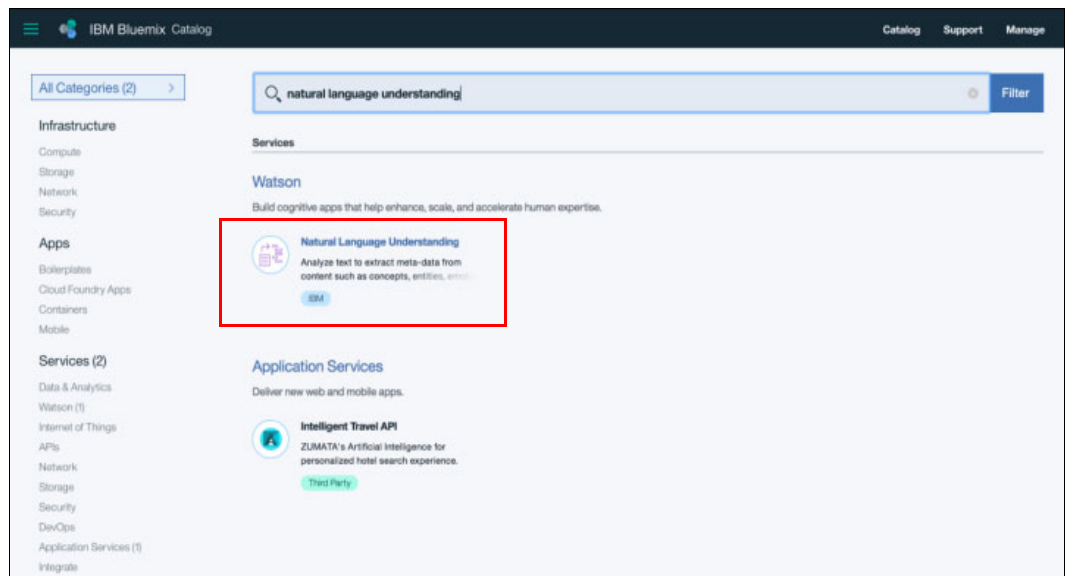 IBM Bluemix Catalog
Catalog
Support
Manage
All Categories (2)
Infrastructure
Compute
Storage
Network
Security
Apps
Boilerplates
Cloud Foundry Apps
Containers
Mobile
Services (2)
Data & Analytics
Watson (1)
Internet of Things
APIs
Network
Storage
Security
DevOps
Application Services (1)
Integrate
natural language understanding
Filter
Services
Watson
Build cognitive apps that help enhance, scale, and accelerate human expertise.
Natural Language Understanding
Analyze text to extract meta-data from
content such as concepts, entities,
IBM
Application Services
Deliver new web and mobile apps.
Intelligent Travel API
ZUMATA's Artificial Intelligence for
personalized hotel search experience.
Third Party